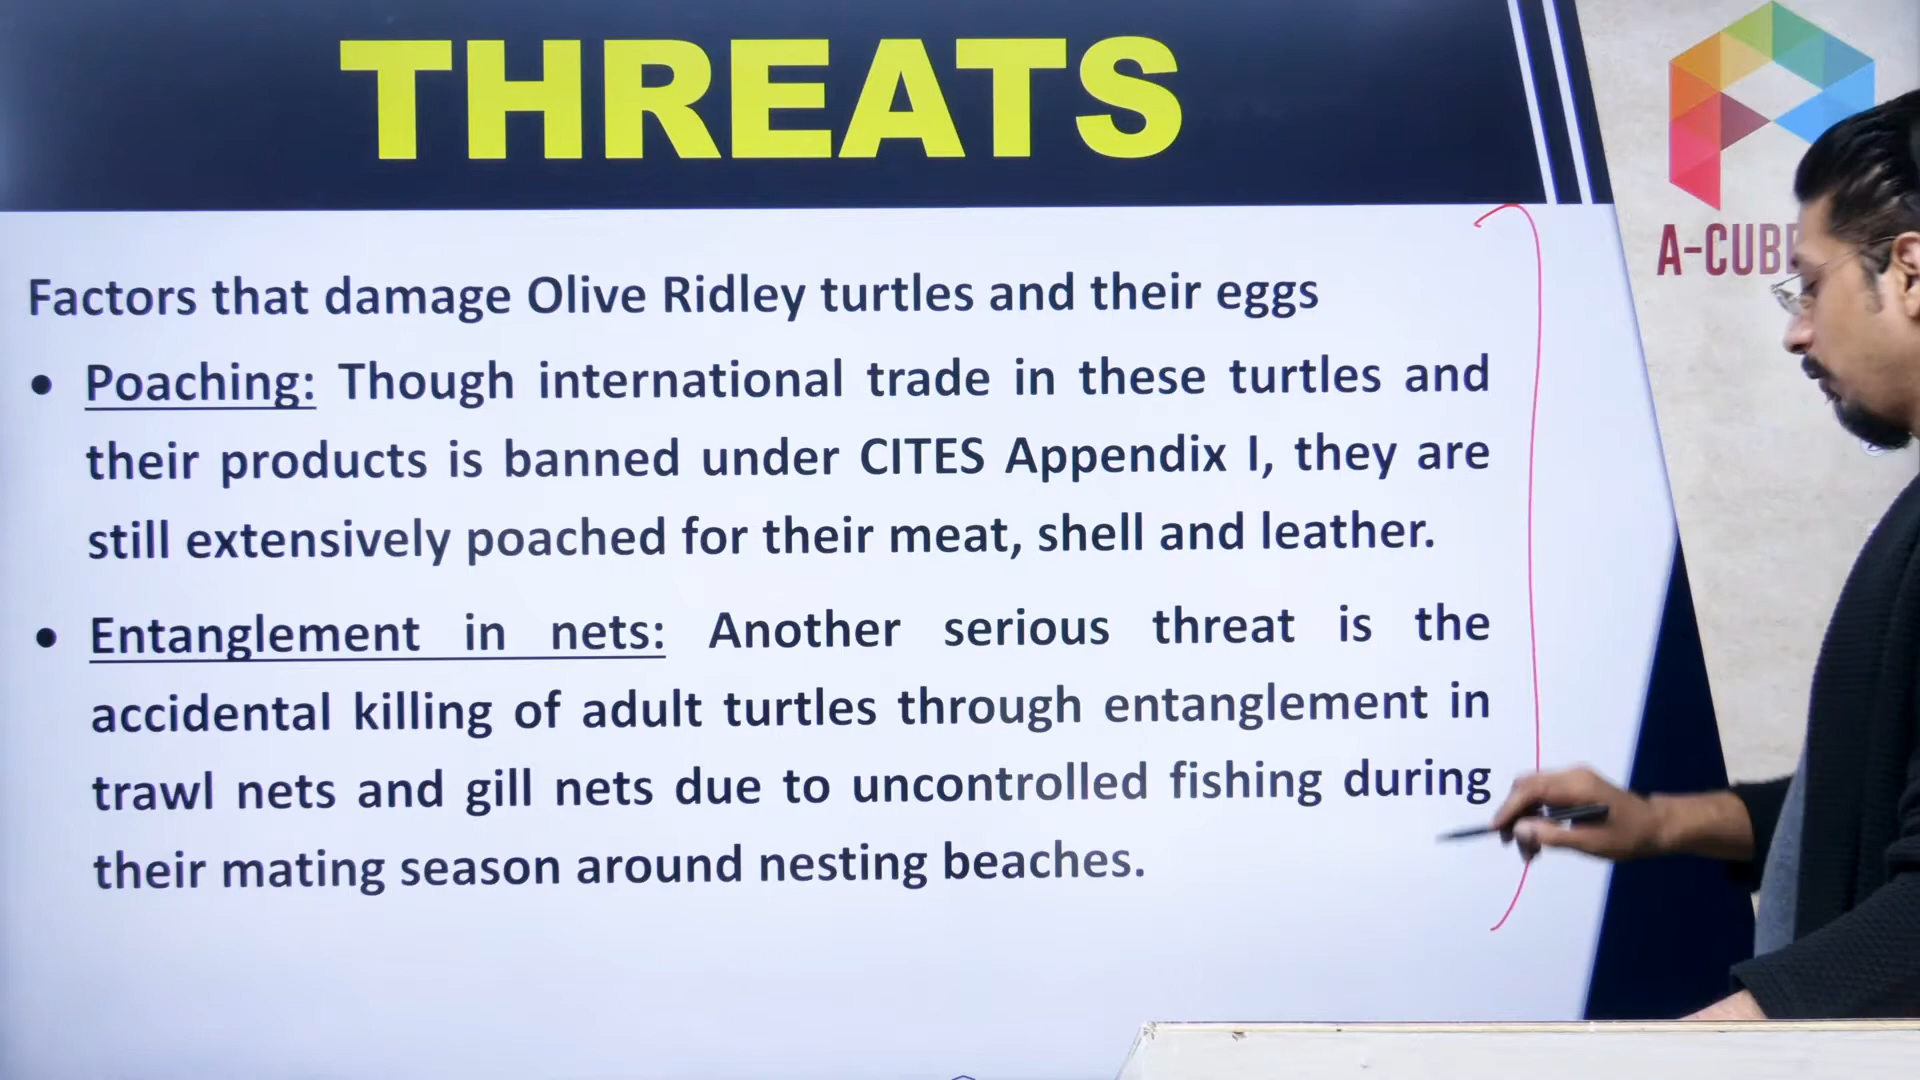 THREATS
A-CUBE
Factors that damage Olive Ridley turtles and their eggs
• Poaching: Though international trade in these turtles and
their products is banned under CITES Appendix I, they are
still extensively poached for their meat, shell and leather.
• Entanglement in nets: Another serious threat is the
accidental killing of adult turtles through entanglement in
trawl nets and gill nets due to uncontrolled fishing during
their mating season around nesting beaches.